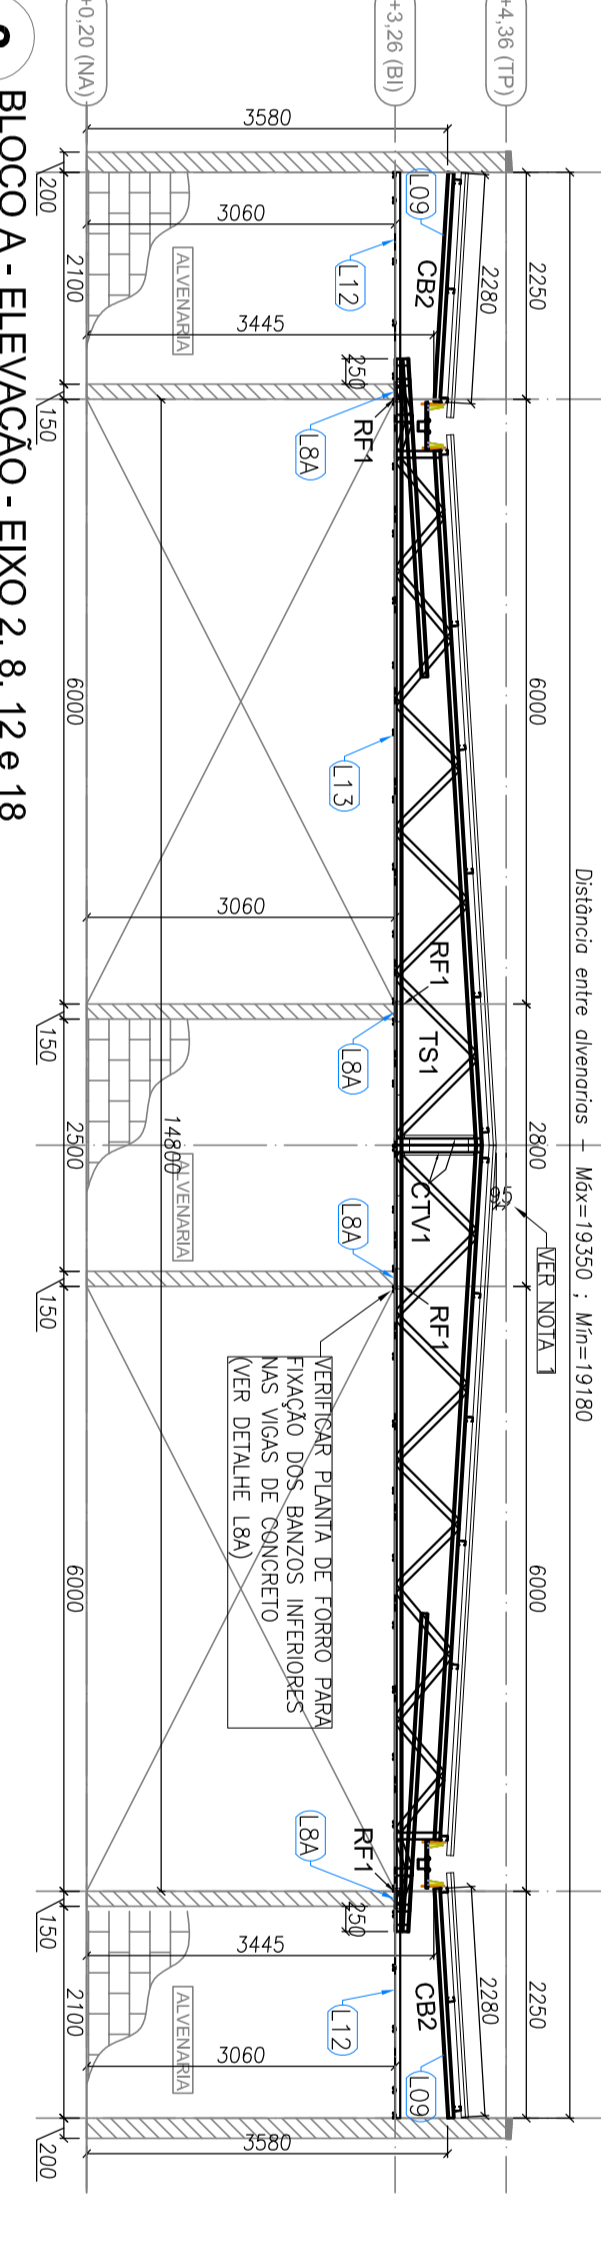 Distância entre alvenarias - Máx=19350 ; Mín=19180
2250
6000
2800
6000
2250
+4,36 (TP)
VER NOTA 1
95
2280
2280
L09
CB2
CB2
L09
+3,26 (BI)
RF1
RF1
TS1
CTV1
RF1
RF1
L12
250
L8A
L13
L8A
L8A
L8A
250
L12
VERIFICAR PLANTA DE FORRO PARA
FIXAÇÃO DOS BANZOS INFERIORES
NAS VIGAS DE CONCRETO
(VER DETALHE L8A)
3580
3060
3445
3060
3445
3060
3580
14800
ALVENARIA
ALVENARIA
ALVENARIA
+0,20 (NA)
200
2100
150
6000
150
2500
150
6000
150
2100
200
BLOCO A - ELEVAÇÃO - EIXO 2, 8, 12 e 18